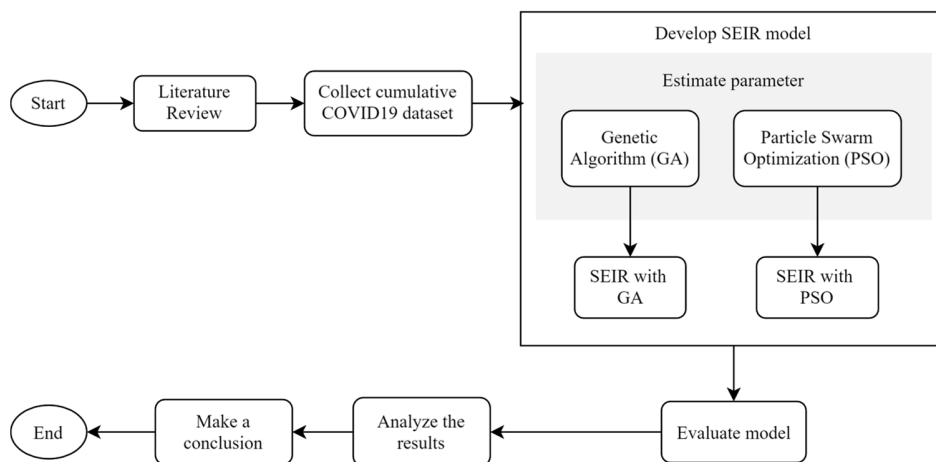 Develop SEIR model
Estimate parameter
Start
Literature
Review
Collect cumulative
COVID19 dataset
Genetic
Algorithm (GA)
Particle Swarm
Optimization (PSO)
SEIR with
GA
SEIR with
PSO
Evaluate model
Analyze the
results
Make a
conclusion
End